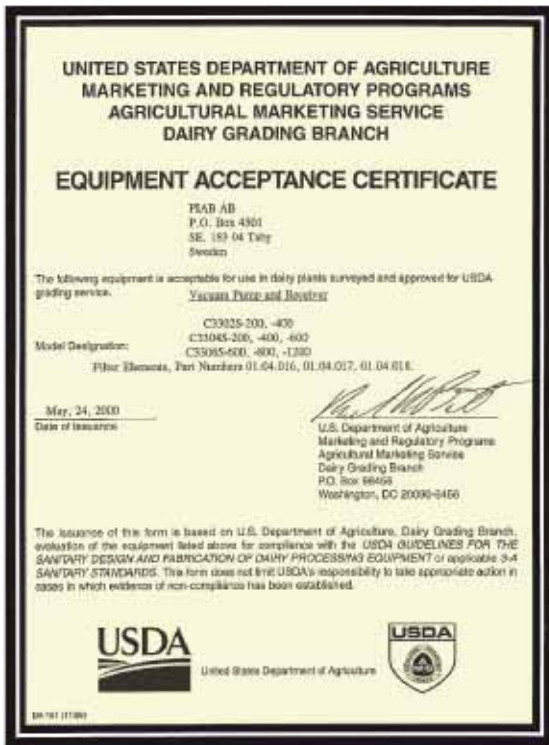 UNITED STATES DEPARTMENT OF AGRICULTURE
MARKETING AND REGULATORY PROGRAMS
AGRICULTURAL MARKETING SERVICE
DAIRY GRADING BRANCH
EQUIPMENT ACCEPTANCE CERTIFICATE
PIAB AB
P.O. Box 4501
SE, 183 04 Taby
Sweden
The following equipment is acceptable for use in dairy plants surveyed and approved for USDA
grading service.
Vacuum Pump and Receiver
C3302S-200, -400
Model Designation:
C3304S-200, -400, -600
C3306S-600, -800, -1200
Filter Elements, Part Numbers 01.04.016, 01.04.017, 01.04.018.
May, 24, 2000
Date of Issuance
U.S. Department of Agriculture
Marketing and Regulatory Programs
Agricultural Marketing Service
Dairy Grading Branch
P.O. Box 96456
Washington, DC 20090-6456
The issuance of this form is based on U.S. Department of Agriculture, Dairy Grading Branch,
evaluation of the equipment listed above for compliance with the USDA GUIDELINES FOR THE
SANITARY DESIGN AND FABRICATION OF DAIRY PROCESSING EQUIPMENT or applicable 3-A
SANITARY STANDARDS. This form does not limit USDA's responsibility to take appropriate action in
cases in which evidence of non-compliance has been established.
USDA
United States Department of Agriculture
USDA